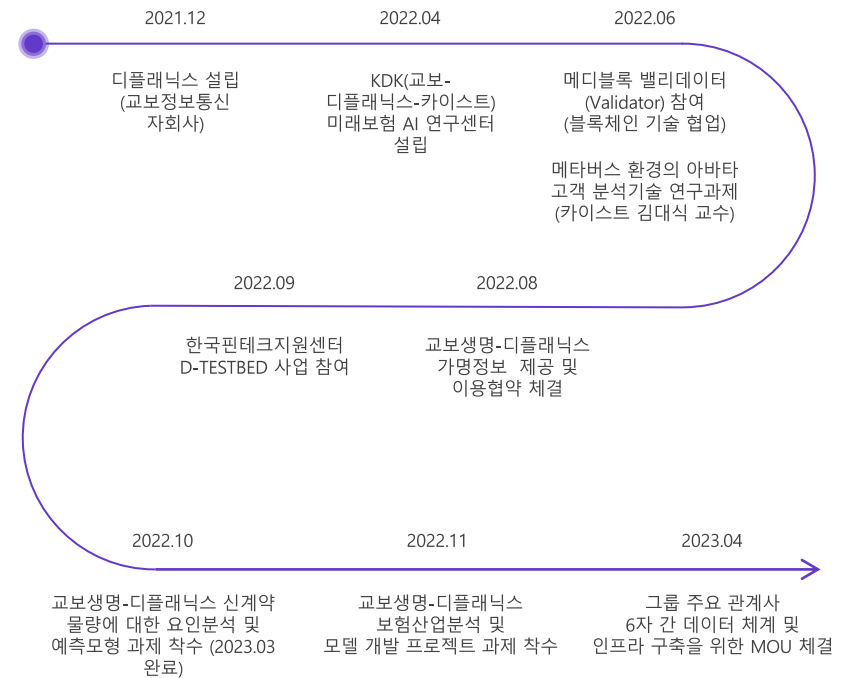 2021.12
디플래닉스 설립
(교보정보통신
자회사)
2022.04
KDK(교보-
디플래닉스-카이스트)
미래보험 AI 연구센터
설립
2022.06
메디블록 밸리데이터
(Validator) 참여
(블록체인 기술 협업)
메타버스 환경의 아바타
고객 분석기술 연구과제
(카이스트 김대식 교수)
2022.08
교보생명-디플래닉스
가명정보 제공 및
이용협약 체결
2022.09
한국핀테크지원센터
D-TESTBED 사업 참여
2022.10
교보생명-디플래닉스 신계약
물량에 대한 요인분석 및
예측모형 과제 착수 (2023.03
완료)
2022.11
교보생명-디플래닉스
보험산업분석 및
모델 개발 프로젝트 과제 착수
2023.04
그룹 주요 관계사
6자 간 데이터 체계 및
인프라 구축을 위한 MOU 체결